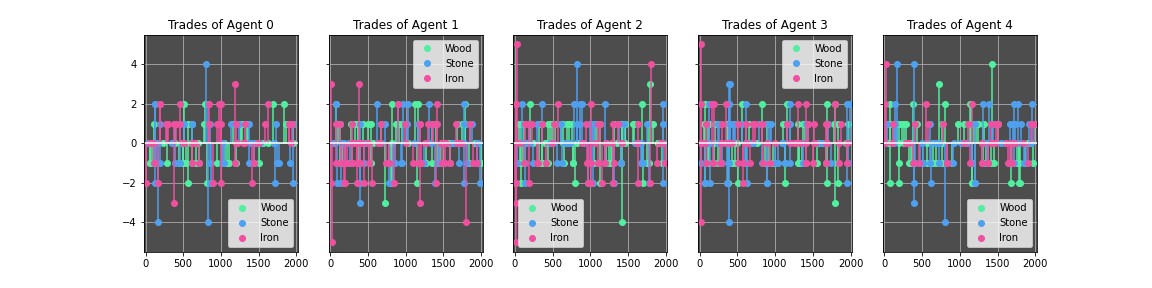 Trades of Agent 0
Trades of Agent 1
Trades of Agent 2
Trades of Agent 3
Trades of Agent 4
4
2
0
−2
−4
Wood
Stone
Iron
0
500
1000
1500
2000
Wood
Stone
Iron
0
500
1000
1500
2000
Wood
Stone
Iron
0
500
1000
1500
2000
Wood
Stone
Iron
0
500
1000
1500
2000
Wood
Stone
Iron
0
500
1000
1500
2000